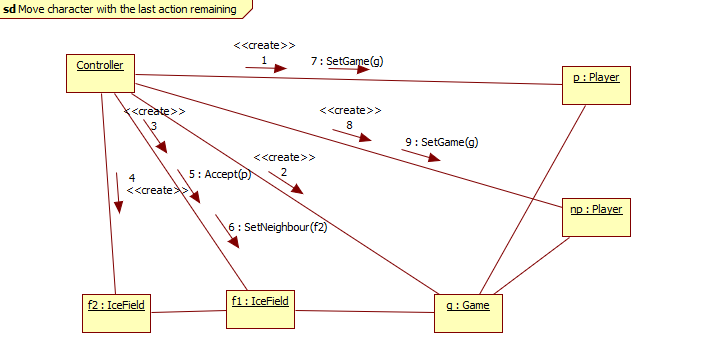 sd Move character with the last action remaining
<<create>>
1
7 : SetGame(g)
Controller
p : Player
<<create>>
3
<<create>>
8
9 : SetGame(g)
<<create>>
2
4
<<create>>
5 : Accept(p)
6 : SetNeighbour(f2)
np : Player
f2 : IceField
f1 : IceField
g : Game